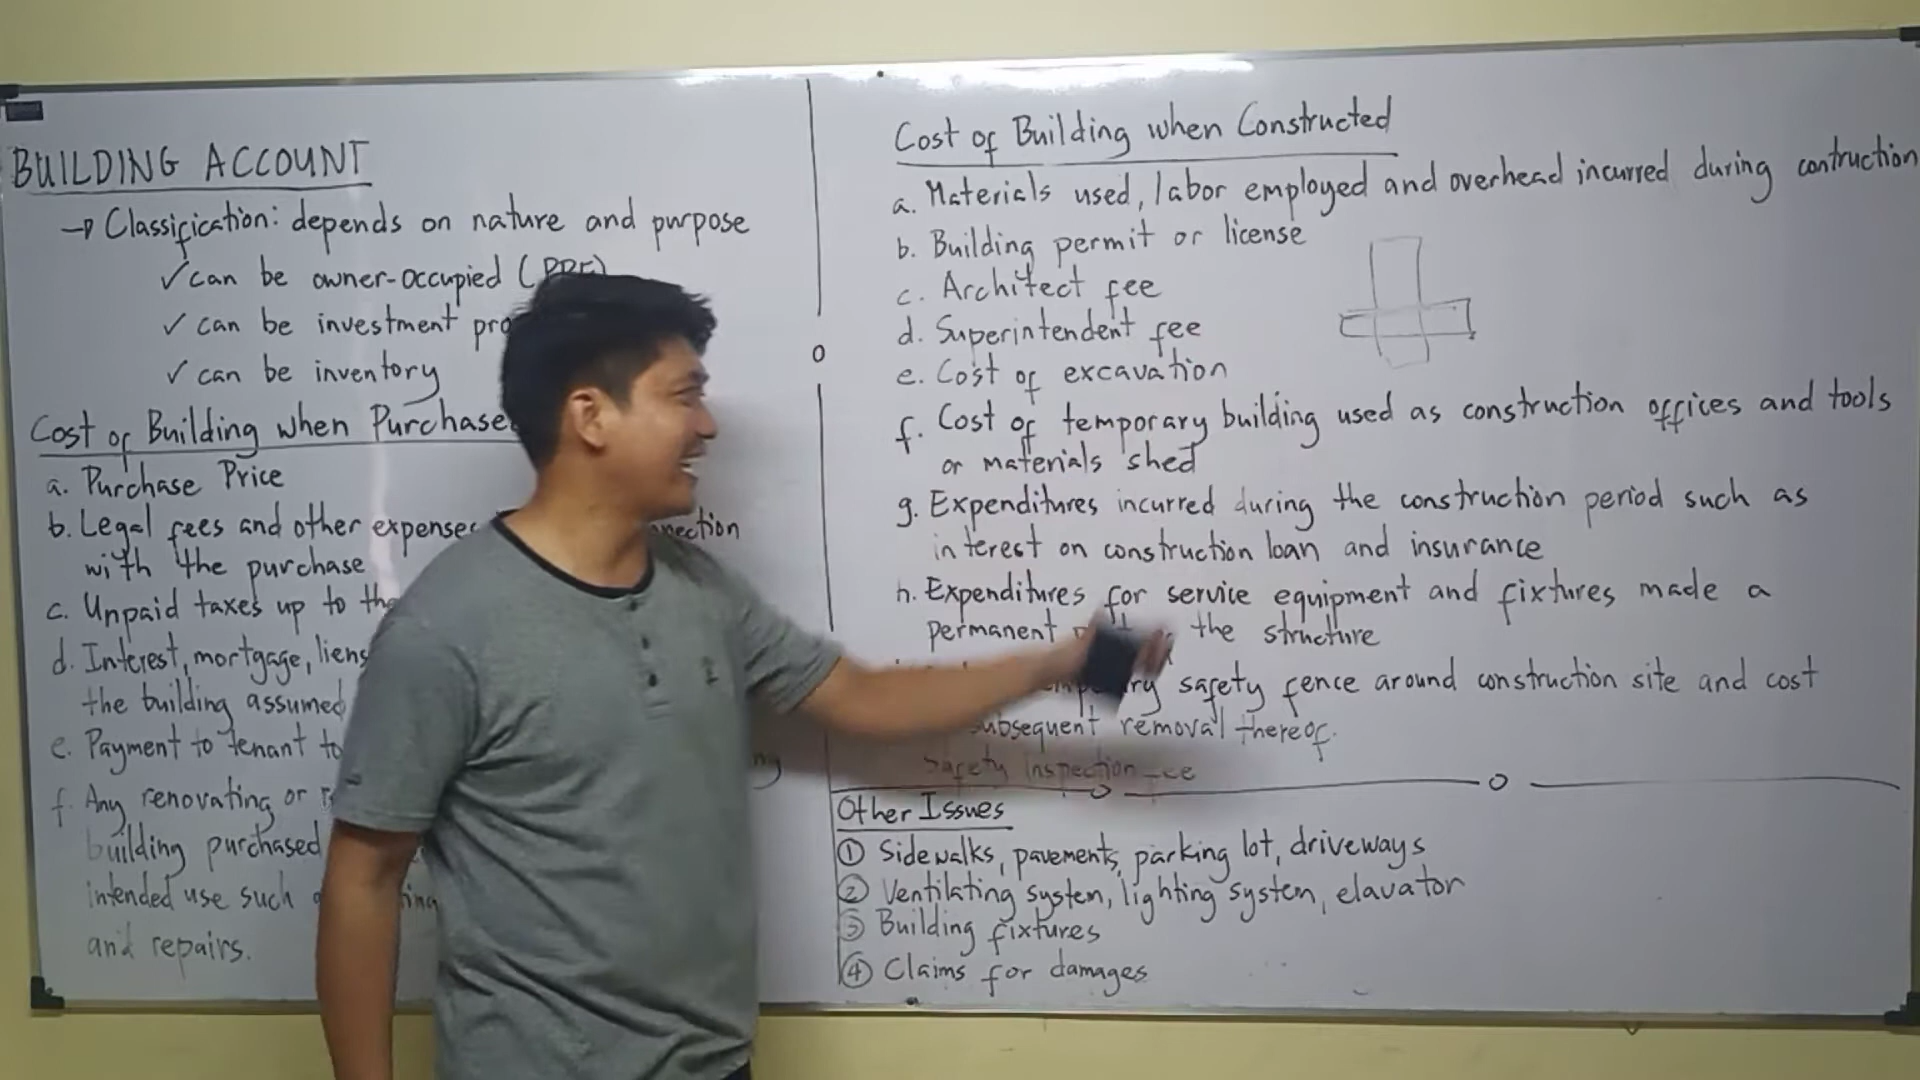 BUILDING ACCOUNT
→ Classification: depends on nature and purpose
✓ can be owner-occupied (PPE)
✓ can be investment
✓ can be inventory
Cost of Building when
a. Purchase Price
b. Legal fees and other expenses
with the purchase
c. Unpaid taxes up to the
d. Interest, mortgage, liens
the building assumed
e. Payment to tenant to
f. Any renovating or
building purchased
intended use such
and repairs.
Cost of Building when Constructed
a. Materials used, labor employed and overhead incurred during contruction
b. Building permit or license
c. Architect fee
d. Superintendent fee
e. Cost of excavation
f. Cost of temporary building used as construction offices and tools
or materials shed
g. Expenditures incurred during the construction period such as
interest on construction loan and insurance
h. Expenditures for service equipment and fixtures made a
permanent the structure
safety fence around construction site and cost
subsequent removal thereof.
Safety Inspection fee
Other Issues
① Sidewalks, pavements, parking lot, driveways
② Ventilating system, lighting system, elavator
③ Building fixtures
④ Claims for damages